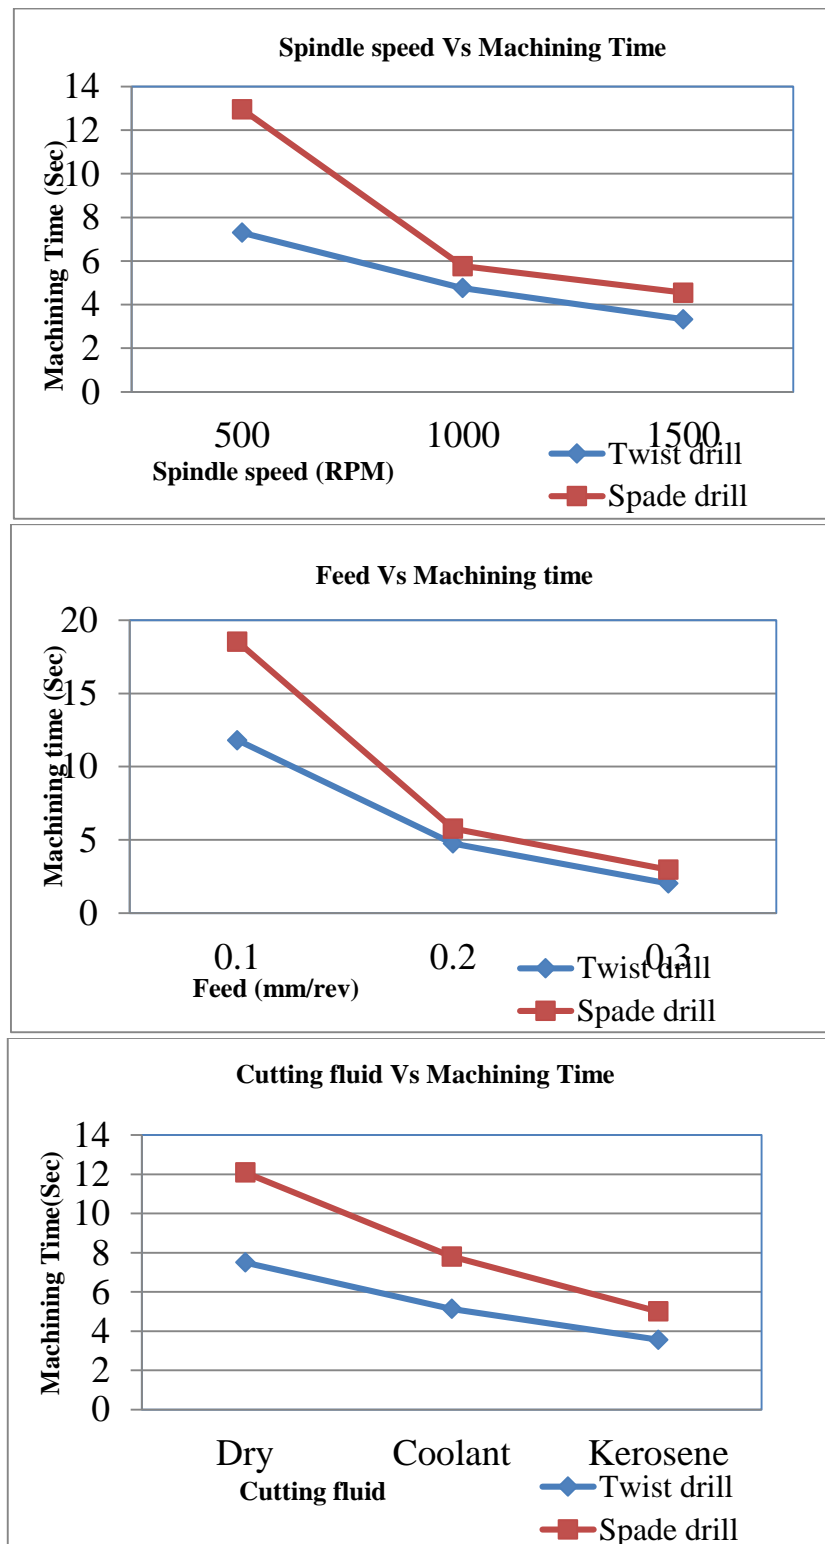 Spindle speed Vs Machining Time
Machining Time (Sec)
14
12
10
8
6
4
2
0
500 1000 1500
Spindle speed (RPM)
Twist drill
Spade drill
Feed Vs Machining time
Machining time (Sec)
20
15
10
5
0
0.1 0.2 0.3
Feed (mm/rev)
Twist drill
Spade drill
Cutting fluid Vs Machining Time
Machining Time(Sec)
14
12
10
8
6
4
2
0
Dry Coolant Kerosene
Cutting fluid
Twist drill
Spade drill